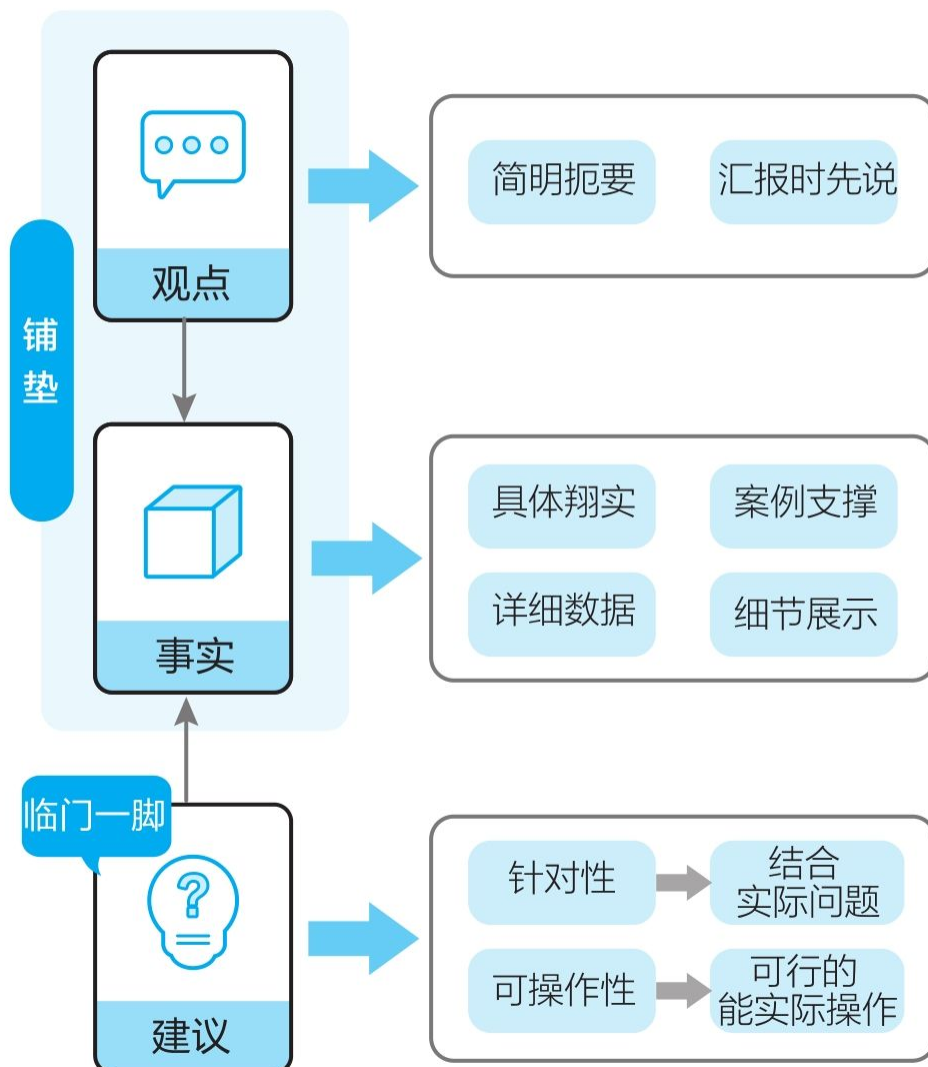 铺
垫
观点
简明扼要
汇报时先说
事实
具体翔实
案例支撑
详细数据
细节展示
临门一脚
?
建议
针对性
结合
实际问题
可操作性
可行的
能实际操作